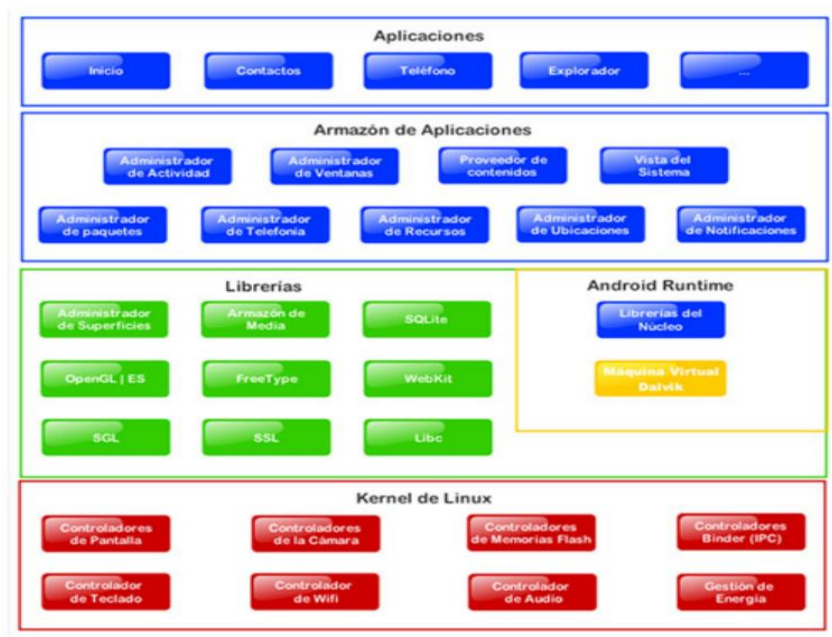 Aplicaciones
Inicio
Contactos
Teléfono
Explorador
...
Armazón de Aplicaciones
Administrador
de Actividad
Administrador
de Ventanas
Proveedor de
contenidos
Vista del
Sistema
Administrador
de paquetes
Administrador
de Telefonía
Administrador
de Recursos
Administrador
de Ubicaciones
Administrador
de Notificaciones
Librerías
Administrador
de Superficies
Armazón de
Media
SQLite
OpenGL | ES
FreeType
WebKit
SGL
SSL
Libc
Android Runtime
Librerías del
Núcleo
Máquina Virtual
Dalvik
Kernel de Linux
Controladores
de Pantalla
Controladores
de la Cámara
Controladores
de Memorias Flash
Controladores
Binder (IPC)
Controlador
de Teclado
Controlador
de Wifi
Controlador
de Audio
Gestión de
Energía